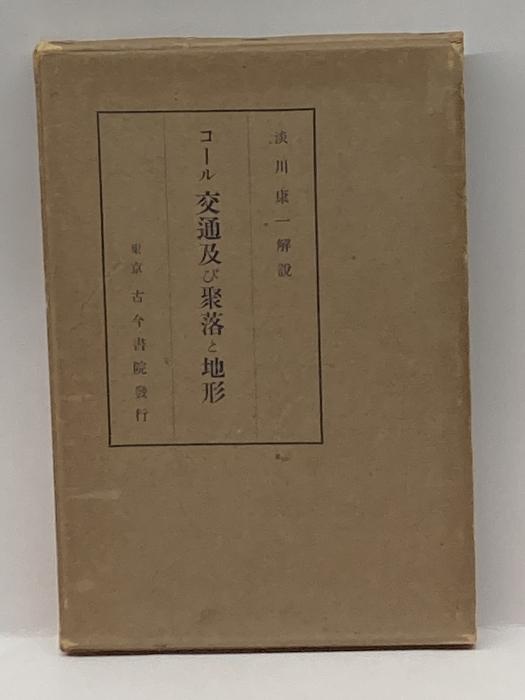 淡川康一解説
コール 交通及び聚落と地形
東京 古今書院發行